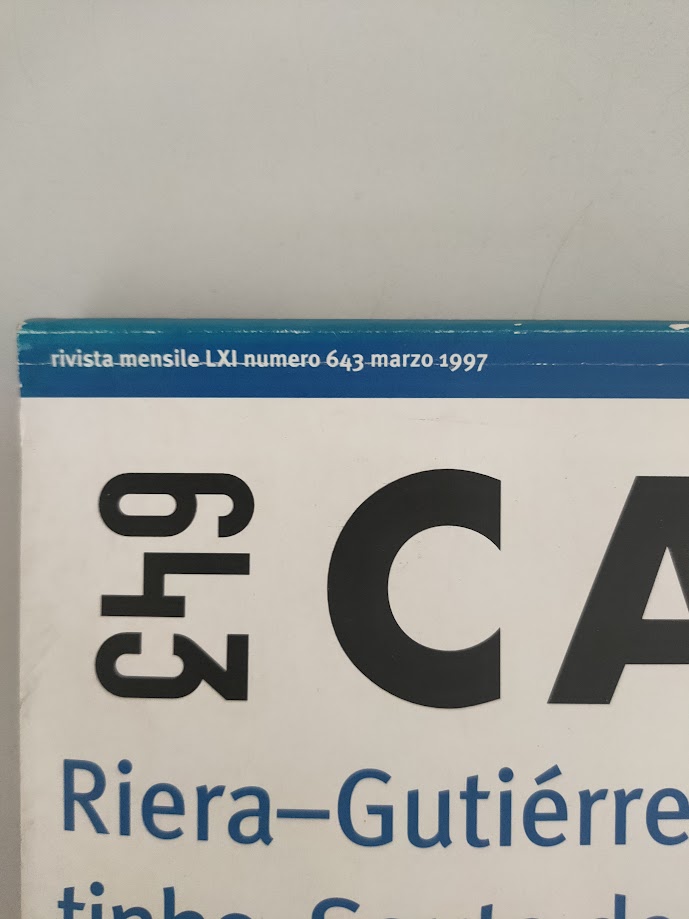 rivista mensile LXI numero 643 marzo 1997
643
CA
Riera–Gutiérre